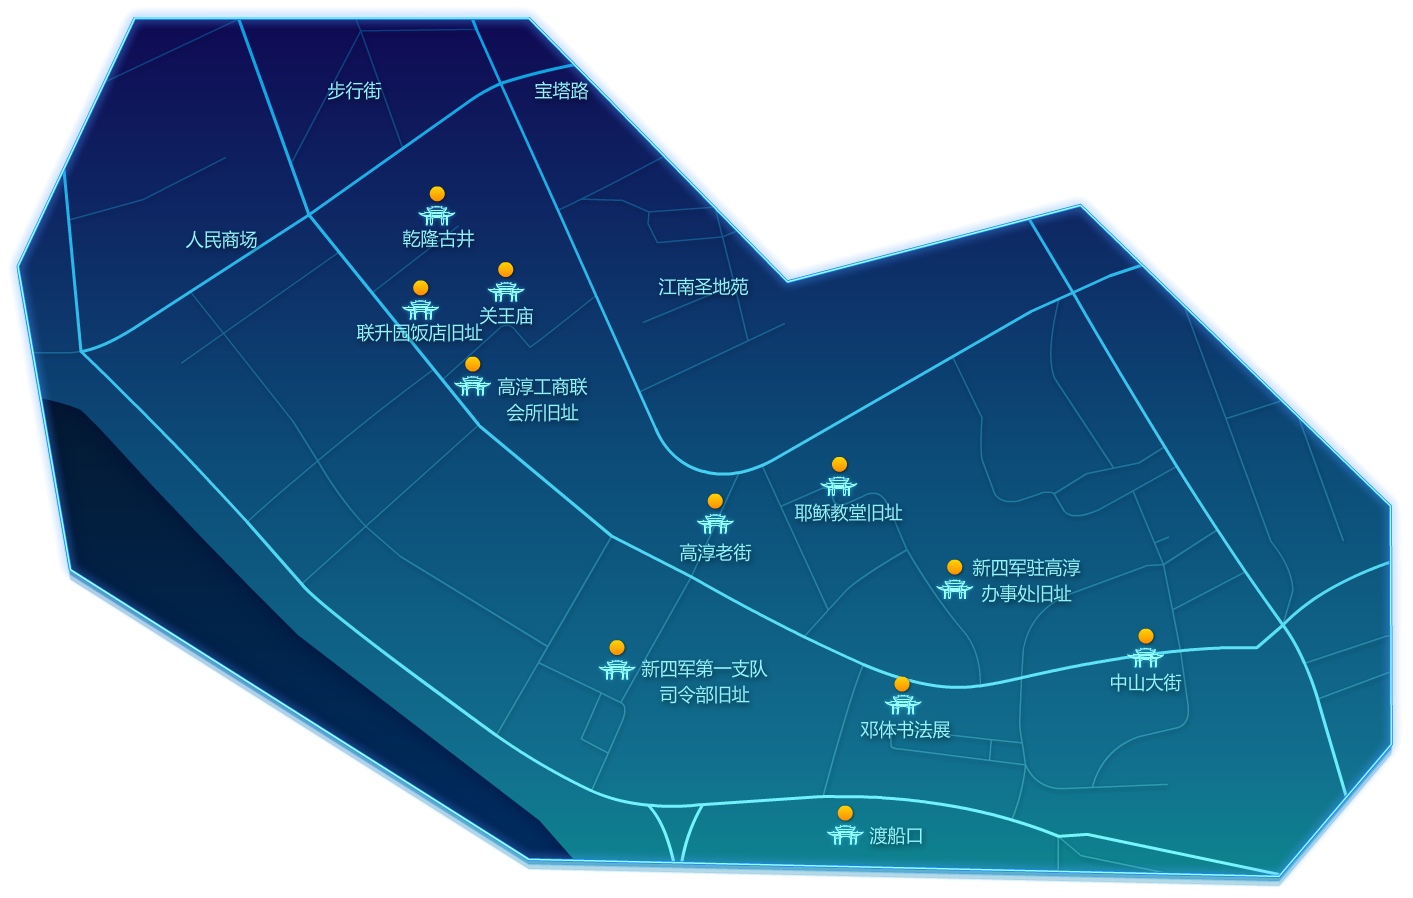 步行街
宝塔路
人民商场
乾隆古井
江南圣地苑
关王庙
联升园饭店旧址
高淳工商联
会所旧址
耶稣教堂旧址
高淳老街
新四军驻高淳
办事处旧址
新四军第一支队
司令部旧址
中山大街
邓体书法展
渡船口